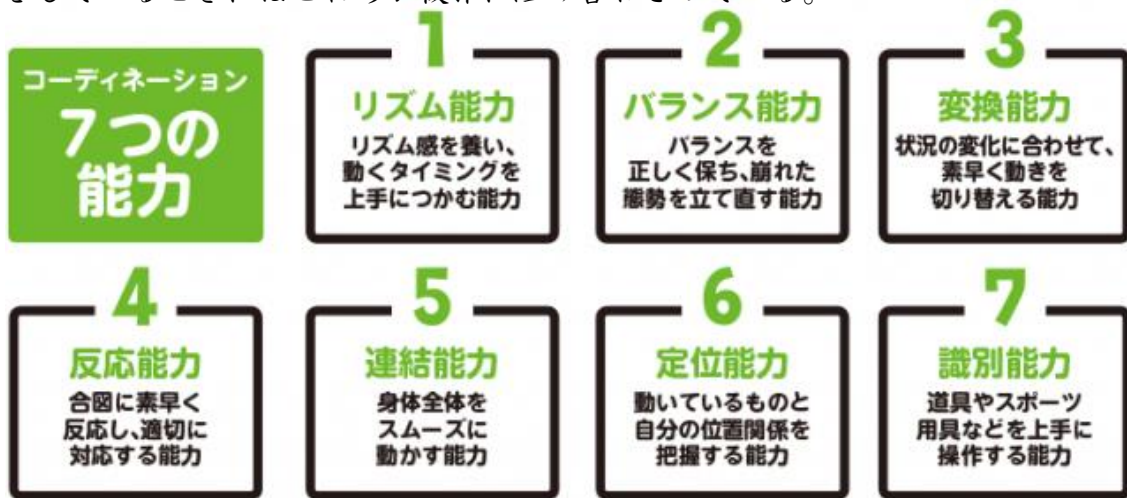 コーディネーション
7つの
能力
1
リズム能力
リズム感を養い、
動くタイミングを
上手につかむ能力
2
バランス能力
バランスを
正しく保ち、崩れた
態勢を立て直す能力
3
変換能力
状況の変化に合わせて、
素早く動きを
切り替える能力
4
反応能力
合図に素早く
反応し、適切に
対応する能力
5
連結能力
身体全体を
スムーズに
動かす能力
6
定位能力
動いているものと
自分の位置関係を
把握する能力
7
識別能力
道具やスポーツ
用具などを上手に
操作する能力